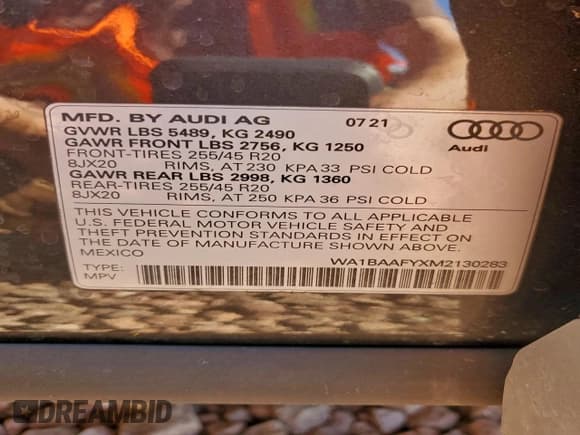 MFD. BY AUDI AG 07 21
GVWR LBS 5489, KG 2490
GAWR FRONT LBS 2756, KG 1250
FRONT-TIRES 255/45 R20
8JX20 RIMS, AT 230 KPA 33 PSI COLD
GAWR REAR LBS 2998, KG 1360
REAR-TIRES 255/45 R20
8JX20 RIMS, AT 250 KPA 36 PSI COLD
THIS VEHICLE CONFORMS TO ALL APPLICABLE
U.S. FEDERAL MOTOR VEHICLE SAFETY AND
THEFT PREVENTION STANDARDS IN EFFECT ON
THE DATE OF MANUFACTURE SHOWN ABOVE.
MEXICO
WA1BAAFYXM2130283
TYPE:
MPV
Audi
DREAMBID